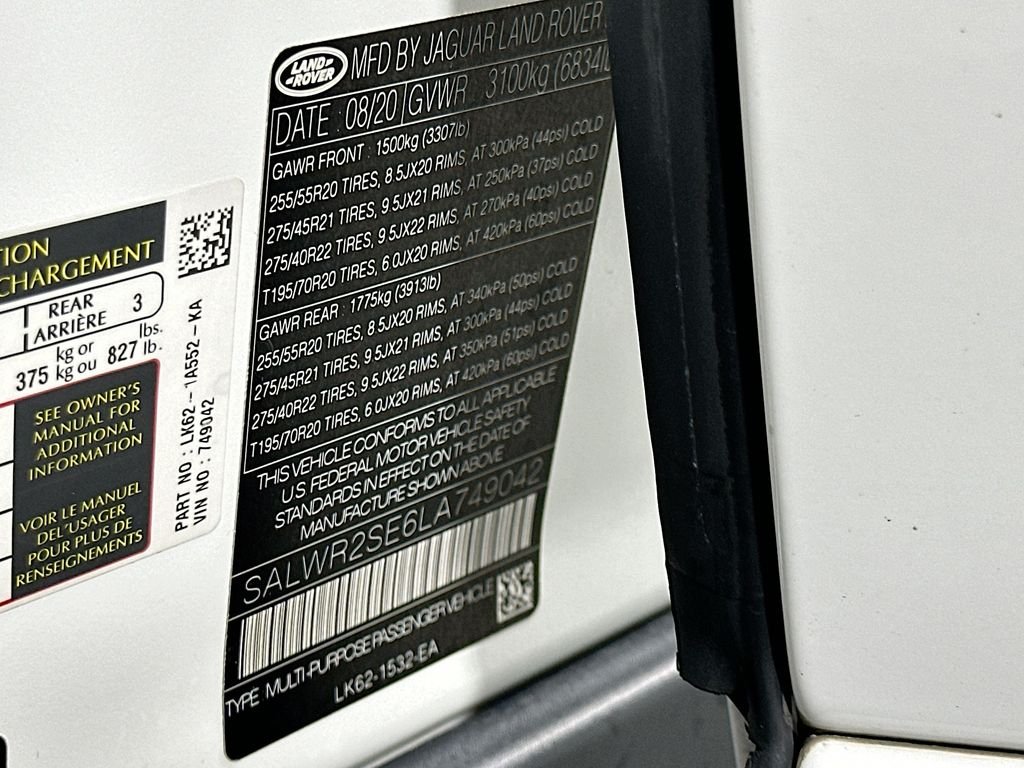 LAND ROVER
MFD BY JAGUAR LAND ROVER
DATE : 08/20 GVWR : 3100kg (6834l
GAWR FRONT : 1500kg (3307lb)
255/55R20 TIRES, 8.5JX20 RIMS, AT 300kPa (44psi) COLD
275/45R21 TIRES, 9.5JX21 RIMS, AT 250kPa (37psi) COLD
275/40R22 TIRES, 9.5JX22 RIMS, AT 270kPa (40psi) COLD
T195/70R20 TIRES, 6.0JX20 RIMS, AT 420kPa (60psi) COLD
GAWR REAR : 1775kg (3913lb)
255/55R20 TIRES, 8.5JX20 RIMS, AT 340kPa (50psi) COLD
275/45R21 TIRES, 9.5JX21 RIMS, AT 300kPa (44psi) COLD
275/40R22 TIRES, 9.5JX22 RIMS, AT 350kPa (51psi) COLD
T195/70R20 TIRES, 6.0JX20 RIMS, AT 420kPa (60psi) COLD
THIS VEHICLE CONFORMS TO ALL APPLICABLE
U.S. FEDERAL MOTOR VEHICLE SAFETY
STANDARDS IN EFFECT ON THE DATE OF
MANUFACTURE SHOWN ABOVE
SALWR2SE6LA749042
TYPE MULTI-PURPOSE PASSENGER VEHICLE
LK62-1532-EA
TION
CHARGEMENT
REAR 3
ARRIÈRE
375 kg or 827 lbs.
kg ou lb.
SEE OWNER'S
MANUAL FOR
ADDITIONAL
INFORMATION
VOIR LE MANUEL
DE L'USAGER
POUR PLUS DE
RENSEIGNEMENTS
PART NO : LK62 - 1A552 - KA
VIN NO : 749042